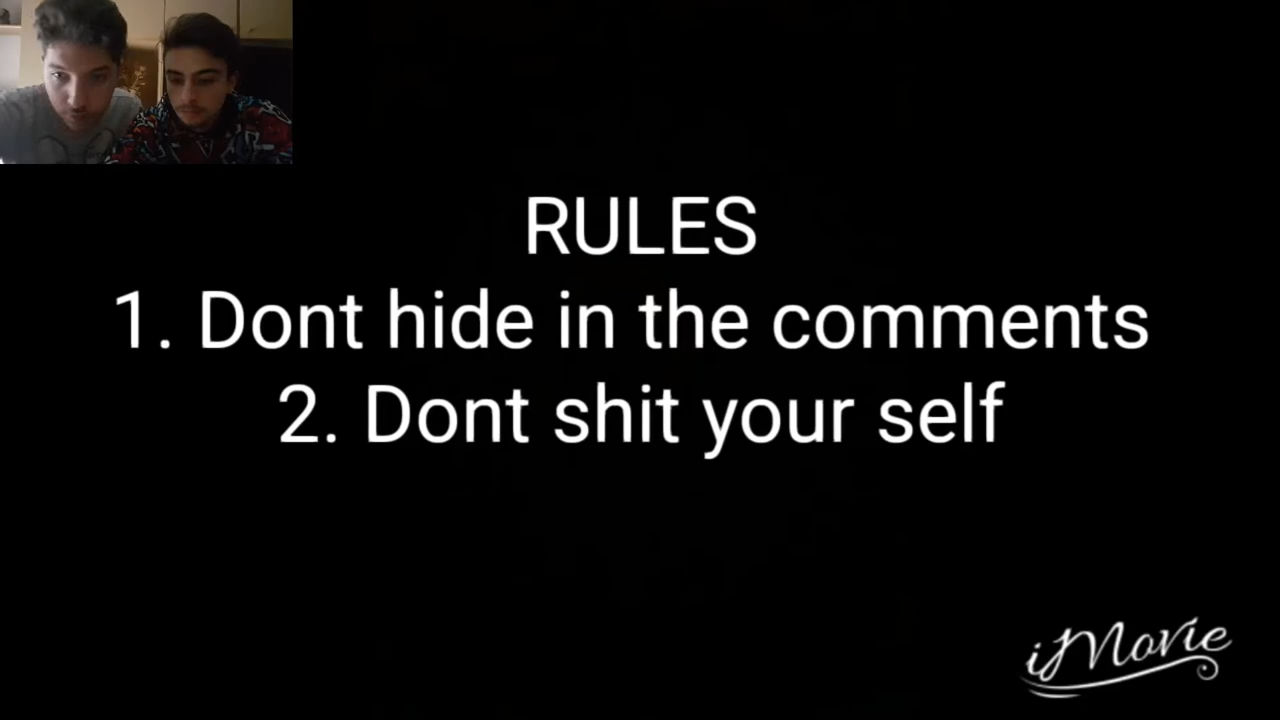 RULES
1. Dont hide in the comments
2. Dont shit your self
iMovie